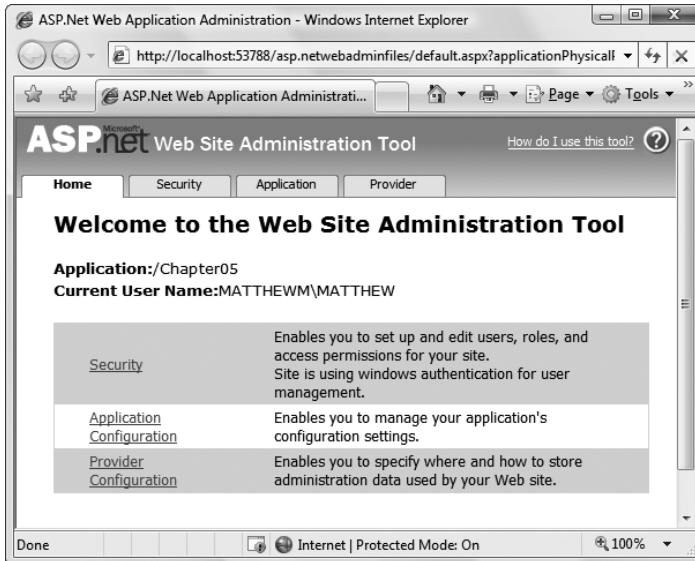 ASP.Net Web Application Administration - Windows Internet Explorer
http://localhost:53788/asp.netwebadminfiles/default.aspx?applicationPhysicalF
ASP.Net Web Application Administrati...
Page
Tools
Microsoft
ASP.net Web Site Administration Tool
How do I use this tool?
Home
Security
Application
Provider
Welcome to the Web Site Administration Tool
Application:/Chapter05
Current User Name:MATTHEWM\MATTHEW
Security
Enables you to set up and edit users, roles, and
access permissions for your site.
Site is using windows authentication for user
management.
Application
Configuration
Enables you to manage your application's
configuration settings.
Provider
Configuration
Enables you to specify where and how to store
administration data used by your Web site.
Done
Internet | Protected Mode: On
100%